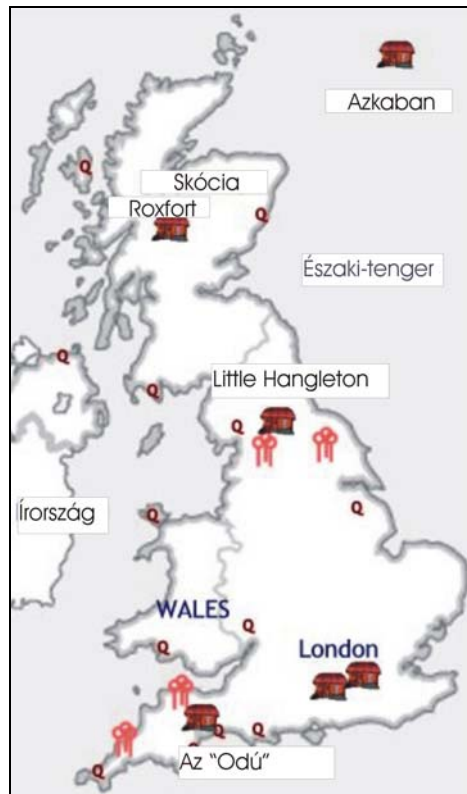 Azkaban
Q
Skócia
Roxfort
Q
Északi-tenger
Q
Little Hangleton
Q
Q
Q
Írország
Q
WALES
Q
London
Q
Q
Q
Az "Odú"
Q